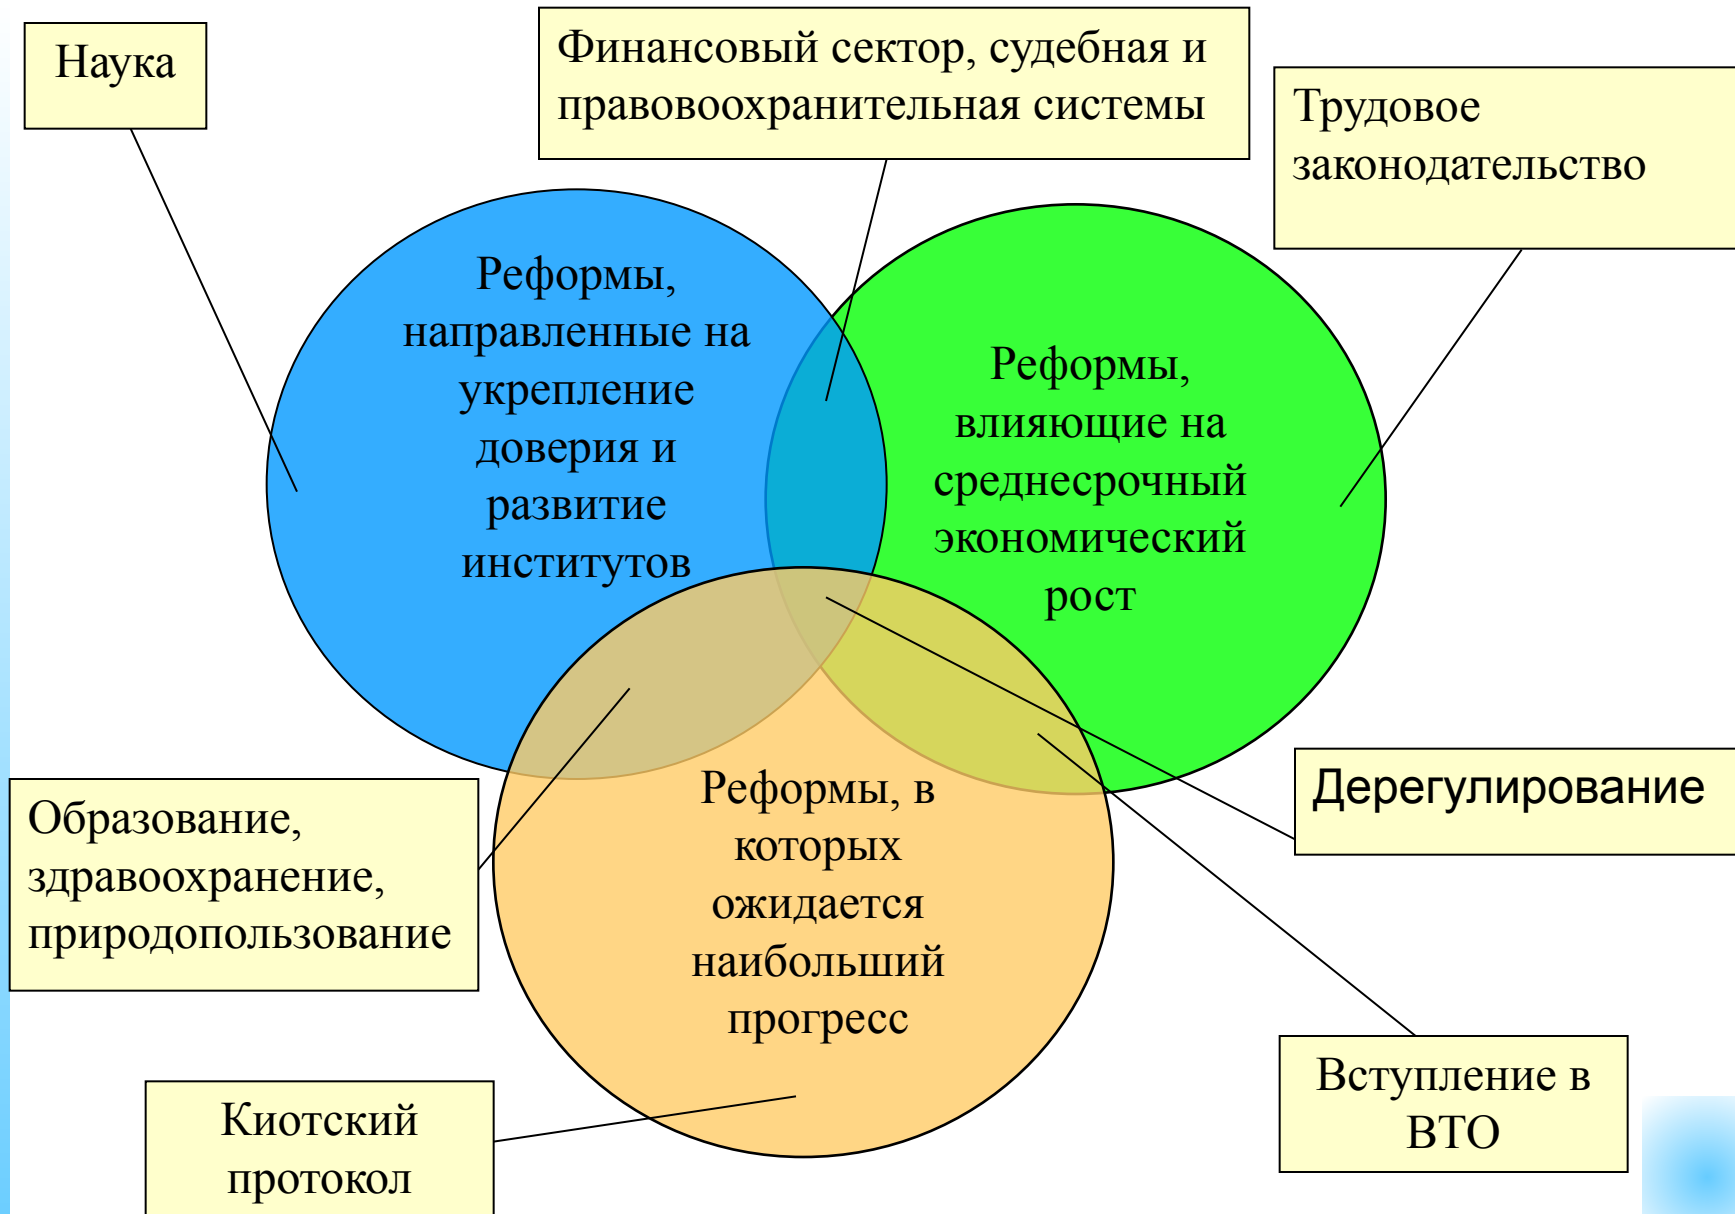 Наука
Финансовый сектор, судебная и
правовоохранительная системы
Трудовое
законодательство
Реформы,
направленные на
укрепление
доверия и
развитие
институтов
Реформы,
влияющие на
среднесрочный
экономический
рост
Образование,
здравоохранение,
природопользование
Реформы, в
которых
ожидается
наибольший
прогресс
Дерегулирование
Киотский
протокол
Вступление в
ВТО